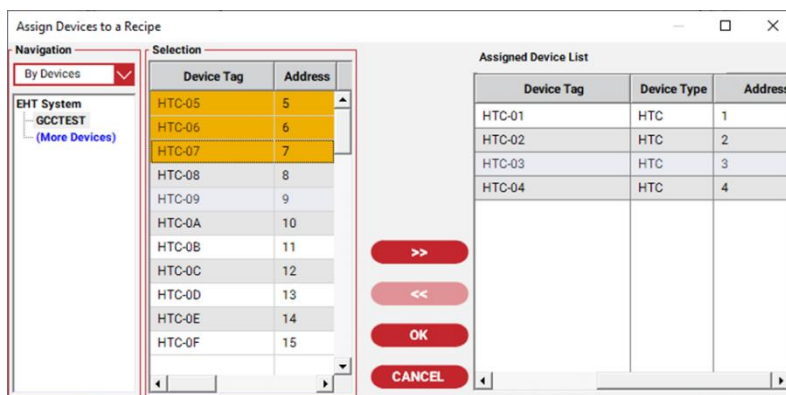 Assign Devices to a Recipe
Navigation
By Devices
EHT System
GCCTEST
(More Devices)
Selection
Device Tag Address
HTC-05 5
HTC-06 6
HTC-07 7
HTC-08 8
HTC-09 9
HTC-0A 10
HTC-0B 11
HTC-0C 12
HTC-0D 13
HTC-0E 14
HTC-0F 15
>>
<<
OK
CANCEL
Assigned Device List
Device Tag Device Type Address
HTC-01 HTC 1
HTC-02 HTC 2
HTC-03 HTC 3
HTC-04 HTC 4